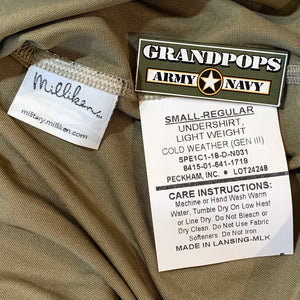 GRANDPOPS
ARMY NAVY
Milliken™
military.milliken.com
SMALL-REGULAR
UNDERSHIRT,
LIGHT WEIGHT
COLD WEATHER (GEN III)
SPE1C1-18-D-N031
8415-01-641-1719
PECKHAM, INC. • LOT24248
CARE INSTRUCTIONS:
Machine or Hand Wash Warm
Water, Tumble Dry On Low Heat
or Line Dry. Do Not Bleach or
Dry Clean. Do Not Use Fabric
Softeners. Do Not Iron.
MADE IN LANSING-MLK